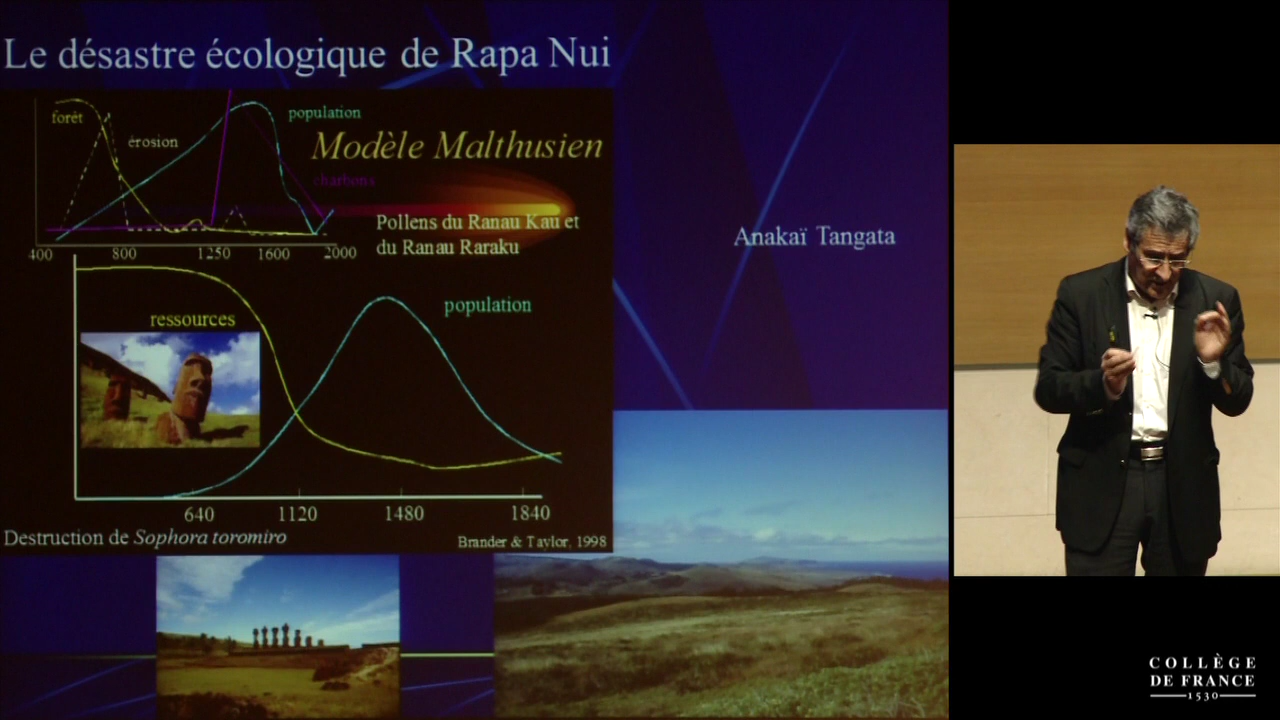 Le désastre écologique de Rapa Nui
forêt
érosion
population
Modèle Malthusien
charbons
Pollens du Ranau Kau et
du Ranau Raraku
400 800 1250 1600 2000
ressources
population
640 1120 1480 1840
Destruction de Sophora toromiro
Brander & Taylor, 1998
Anakaï Tangata
COLLÈGE
DE FRANCE
1530